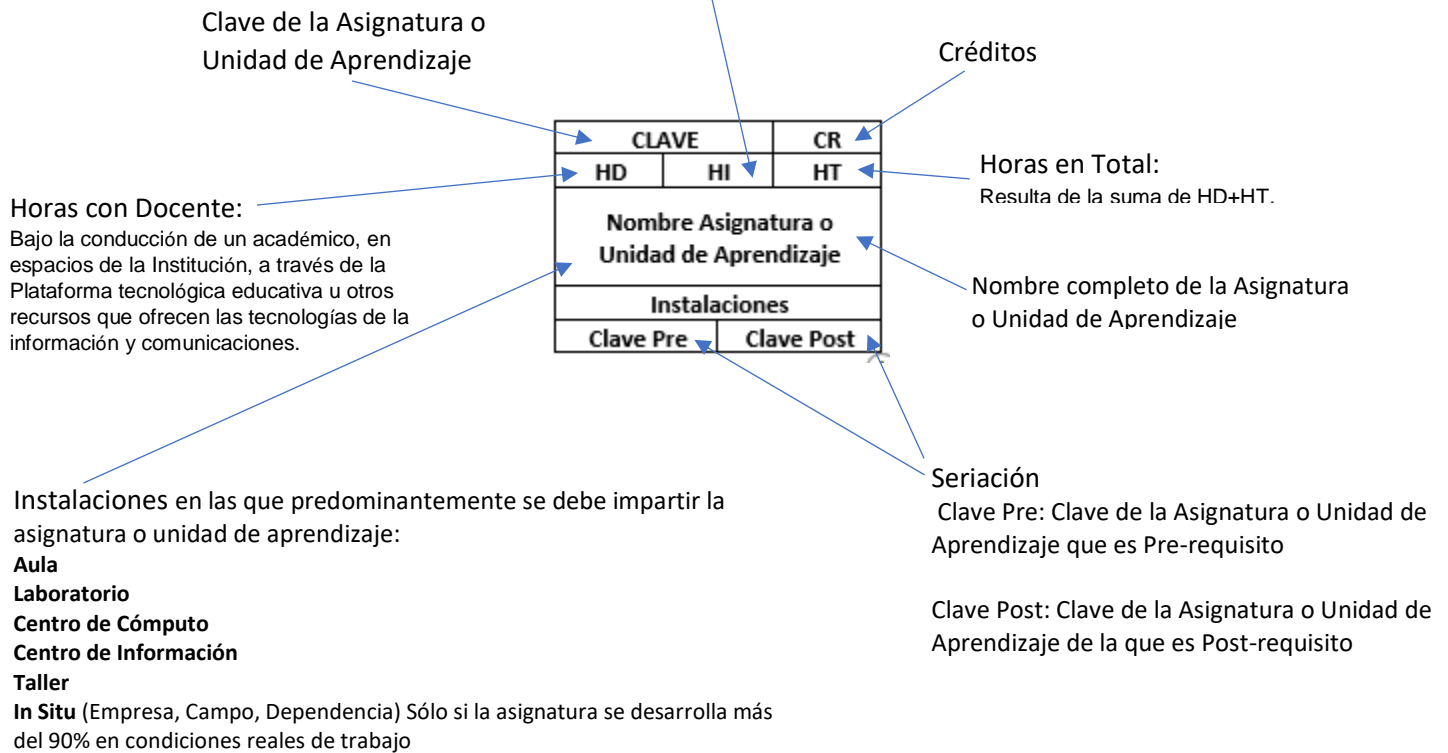 Clave de la Asignatura o
Unidad de Aprendizaje
Créditos
CLAVE CR
HD HI HT
Nombre Asignatura o
Unidad de Aprendizaje
Instalaciones
Clave Pre Clave Post
Horas en Total:
Resulta de la suma de HD+HT.
Horas con Docente:
Bajo la conducción de un académico, en
espacios de la Institución, a través de la
Plataforma tecnológica educativa u otros
recursos que ofrecen las tecnologías de la
información y comunicaciones.
Nombre completo de la Asignatura
o Unidad de Aprendizaje
Instalaciones en las que predominantemente se debe impartir la
asignatura o unidad de aprendizaje:
Aula
Laboratorio
Centro de Cómputo
Centro de Información
Taller
In Situ (Empresa, Campo, Dependencia) Sólo si la asignatura se desarrolla más
del 90% en condiciones reales de trabajo
Seriación
Clave Pre: Clave de la Asignatura o Unidad de
Aprendizaje que es Pre-requisito
Clave Post: Clave de la Asignatura o Unidad de
Aprendizaje de la que es Post-requisito